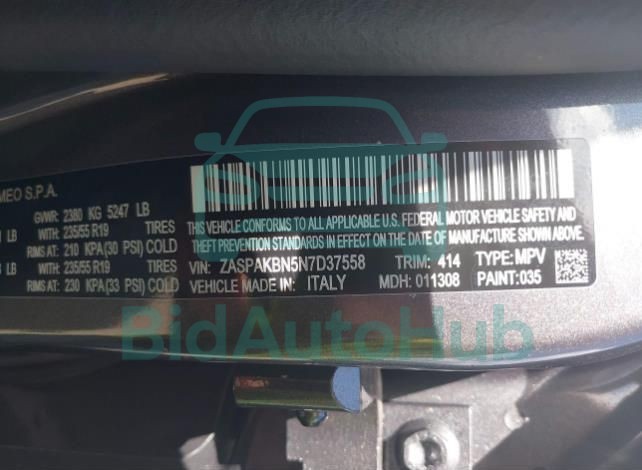 MEO S.P.A.
GVWR: 2380 KG 5247 LB
LB WITH: 235/55 R19 TIRES
RIMS AT: 210 KPA(30 PSI) COLD
LB WITH: 235/55 R19 TIRES
RIMS AT: 230 KPA(33 PSI) COLD
THIS VEHICLE CONFORMS TO ALL APPLICABLE U.S. FEDERAL MOTOR VEHICLE SAFETY AND
THEFT PREVENTION STANDARDS IN EFFECT ON THE DATE OF MANUFACTURE SHOWN ABOVE.
VIN: ZASPAKBN5N7D37558 TRIM: 414 TYPE: MPV
VEHICLE MADE IN: ITALY MDH: 011308 PAINT: 035
BidAutoHub